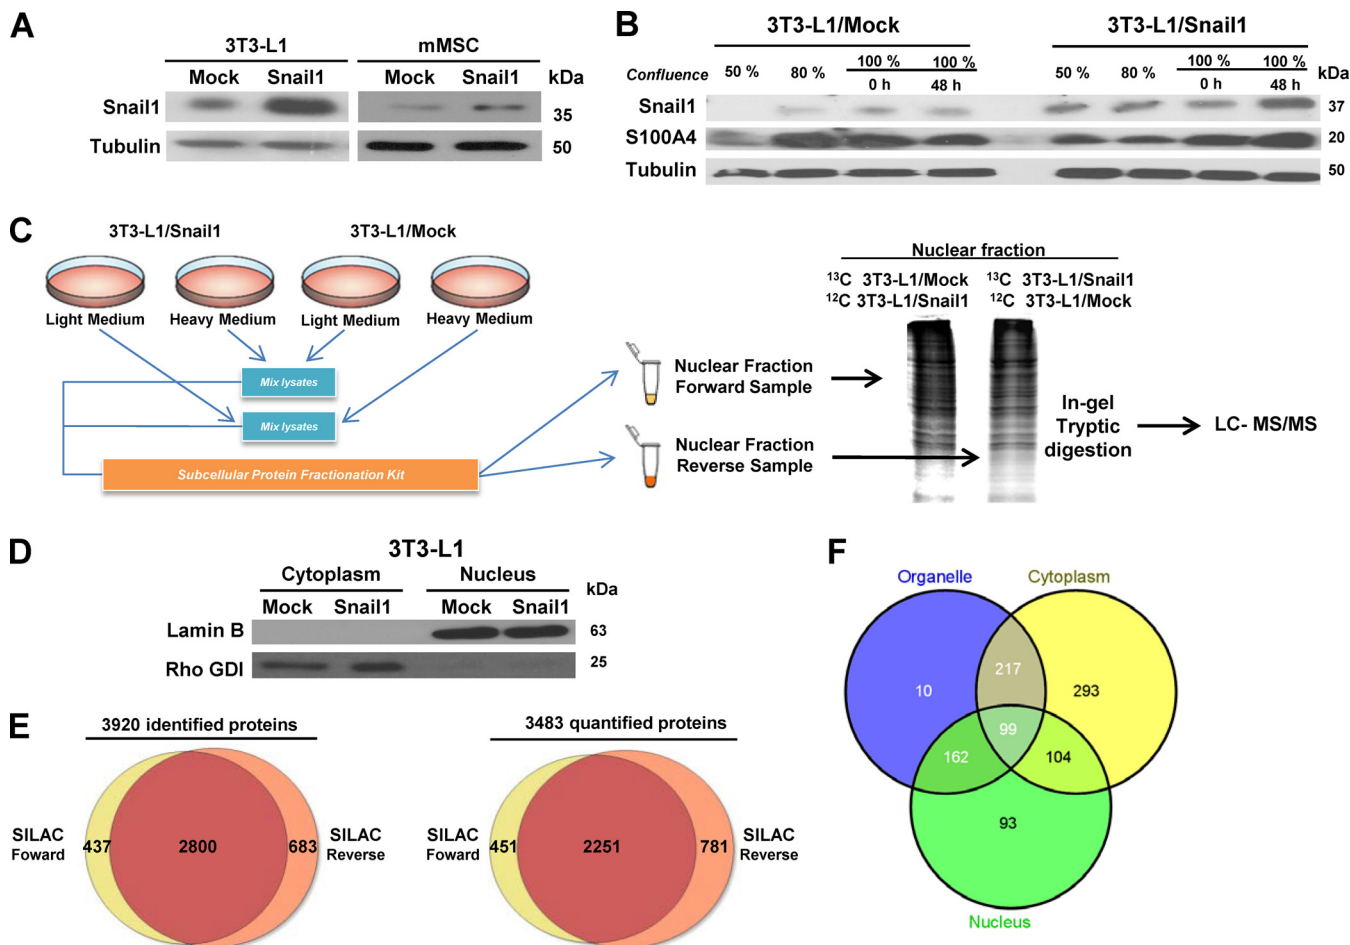 A
3T3-L1 mMSC
Mock Snail1 Mock Snail1 kDa
Snail1 35
Tubulin 50
B
3T3-L1/Mock 3T3-L1/Snail1
Confluence 50 % 80 % 100 % 100 % 50 % 80 % 100 % 100 % kDa
0 h 48 h 0 h 48 h
Snail1 37
S100A4 20
Tubulin 50
C
3T3-L1/Snail1 3T3-L1/Mock
Light Medium Heavy Medium Light Medium Heavy Medium
Mix lysates
Mix lysates
Subcellular Protein Fractionation Kit
Nuclear Fraction
Forward Sample
Nuclear Fraction
Reverse Sample
Nuclear fraction
¹³C 3T3-L1/Mock ¹³C 3T3-L1/Snail1
¹²C 3T3-L1/Snail1 ¹²C 3T3-L1/Mock
In-gel
Tryptic
digestion
LC- MS/MS
D
3T3-L1
Cytoplasm Nucleus
Mock Snail1 Mock Snail1 kDa
Lamin B 63
Rho GDI 25
E
3920 identified proteins
SILAC
Foward
437 2800 683
SILAC
Reverse
3483 quantified proteins
SILAC
Foward
451 2251 781
SILAC
Reverse
F
Organelle Cytoplasm
217
10 293
99
162 104
93
Nucleus